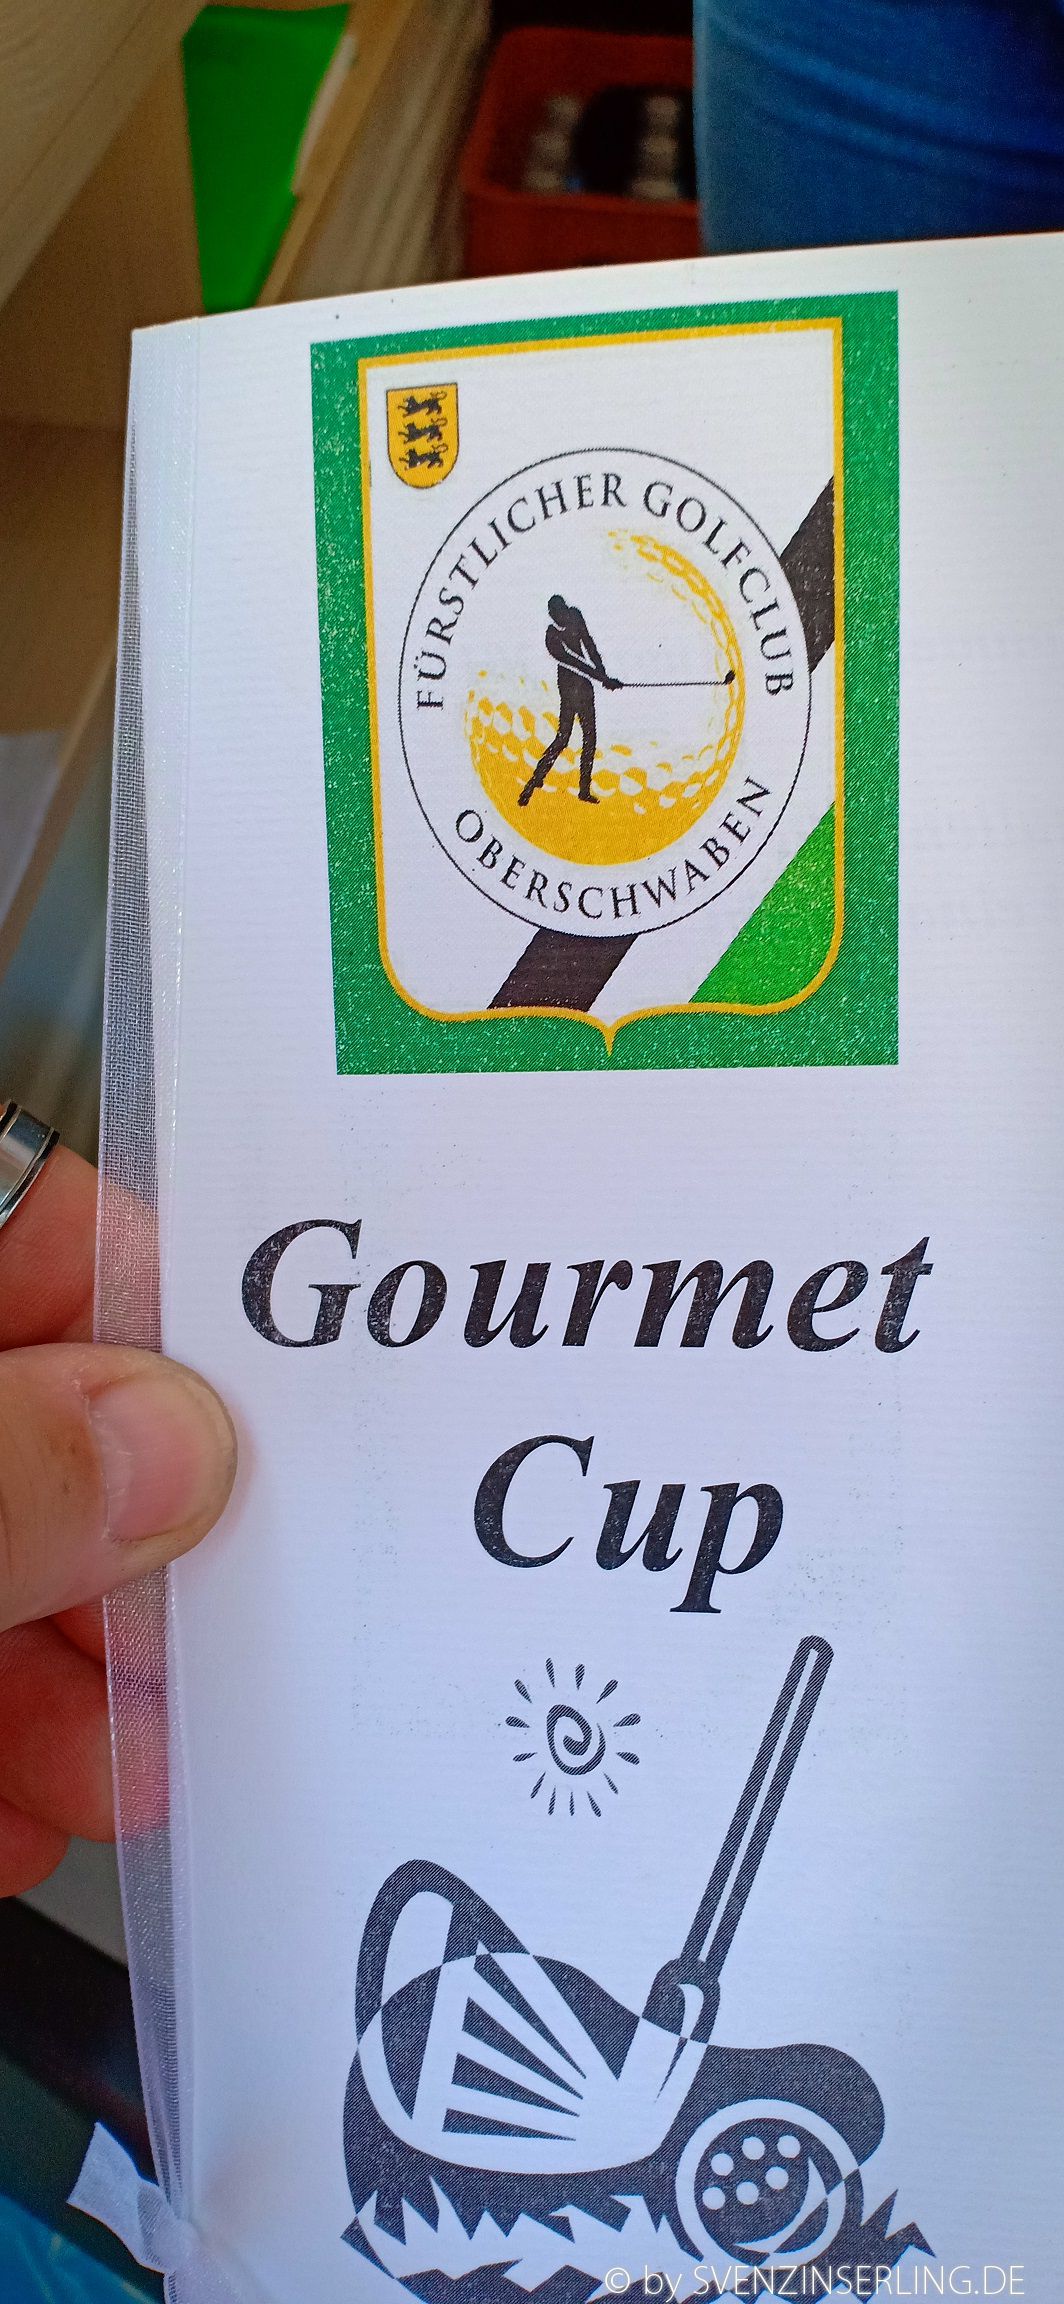 FÜRSTLICHER GOLFCLUB
OBERSCHWABEN
Gourmet
Cup
© by SVENZINSERLING.DE